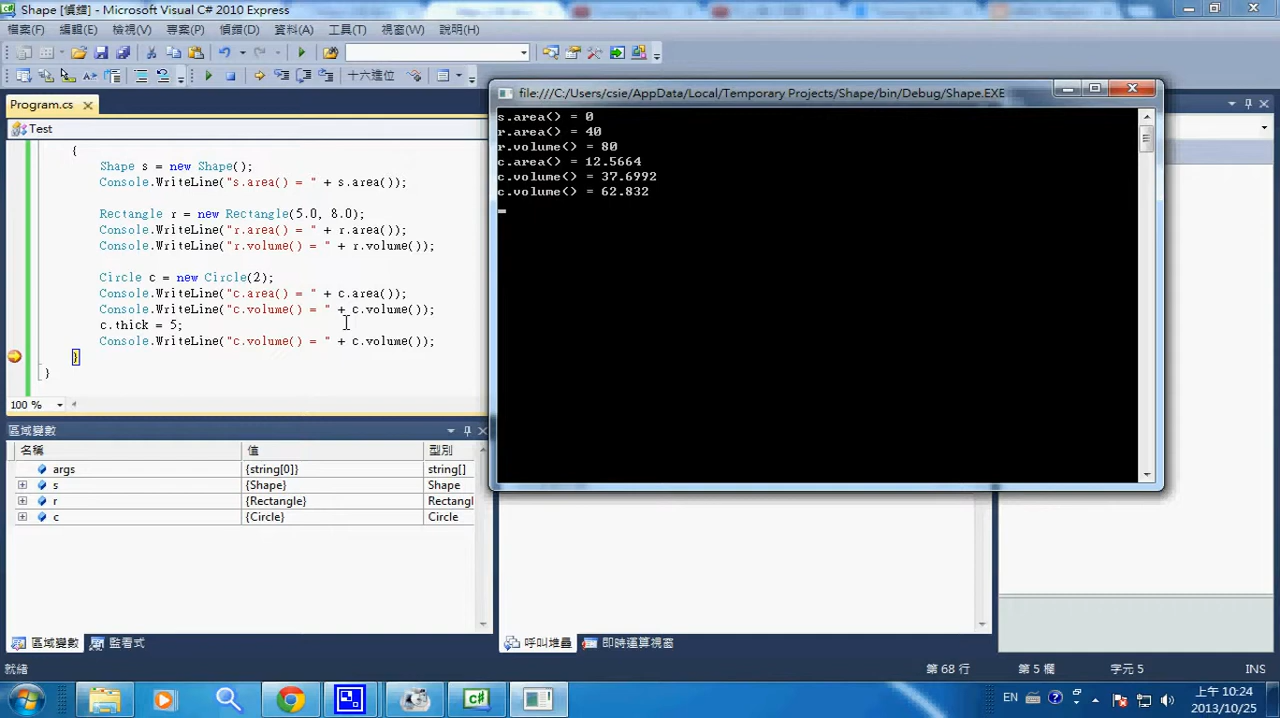 Shape [偵錯] - Microsoft Visual C# 2010 Express
檔案(F) 編輯(E) 檢視(V) 專案(P) 偵錯(D) 資料(A) 工具(T) 視窗(W) 說明(H)
十六進位
Program.cs
Test
{
Shape s = new Shape();
Console.WriteLine("s.area() = " + s.area());
Rectangle r = new Rectangle(5.0, 8.0);
Console.WriteLine("r.area() = " + r.area());
Console.WriteLine("r.volume() = " + r.volume());
Circle c = new Circle(2);
Console.WriteLine("c.area() = " + c.area());
Console.WriteLine("c.volume() = " + c.volume());
c.thick = 5;
Console.WriteLine("c.volume() = " + c.volume());
}
}
100 %
file:///C:/Users/csie/AppData/Local/Temporary Projects/Shape/bin/Debug/Shape.EXE
s.area() = 0
r.area() = 40
r.volume() = 80
c.area() = 12.5664
c.volume() = 37.6992
c.volume() = 62.832
區域變數
名稱 值 型別
args {string[0]} string[]
s {Shape} Shape
r {Rectangle} Rectangl
c {Circle} Circle
區域變數 監看式
呼叫堆疊 即時運算視窗
就緒 第 68 行 第 5 欄 字元 5 INS
EN 上午 10:24
2013/10/25